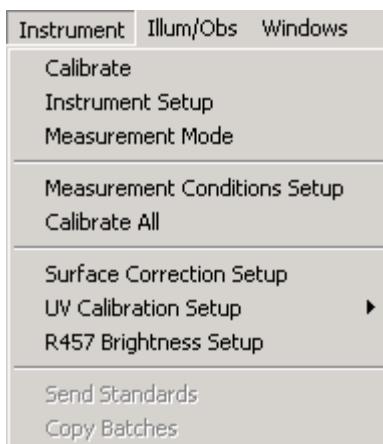 Instrument Illum/Obs Windows
Calibrate
Instrument Setup
Measurement Mode
Measurement Conditions Setup
Calibrate All
Surface Correction Setup
UV Calibration Setup
R457 Brightness Setup
Send Standards
Copy Batches